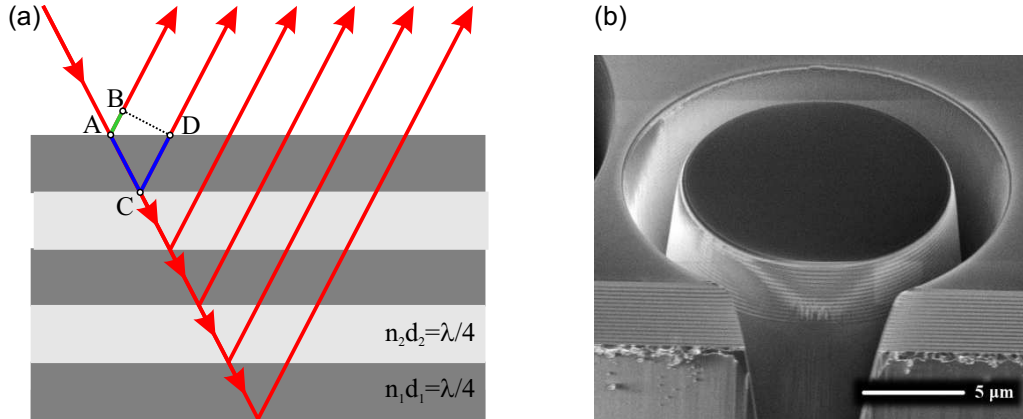 (a)
B
A
D
C
n₂d₂=λ/4
n₁d₁=λ/4
(b)
5 µm